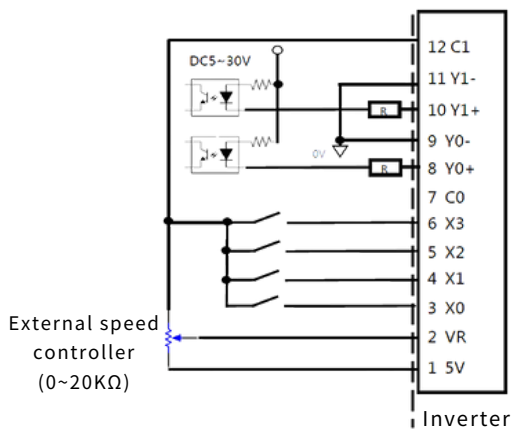 12 C1
DC5~30V
11 Y1-
10 Y1+
R
9 Y0-
0V
8 Y0+
R
7 C0
6 X3
5 X2
4 X1
3 X0
External speed
controller
(0~20KΩ)
2 VR
1 5V
Inverter